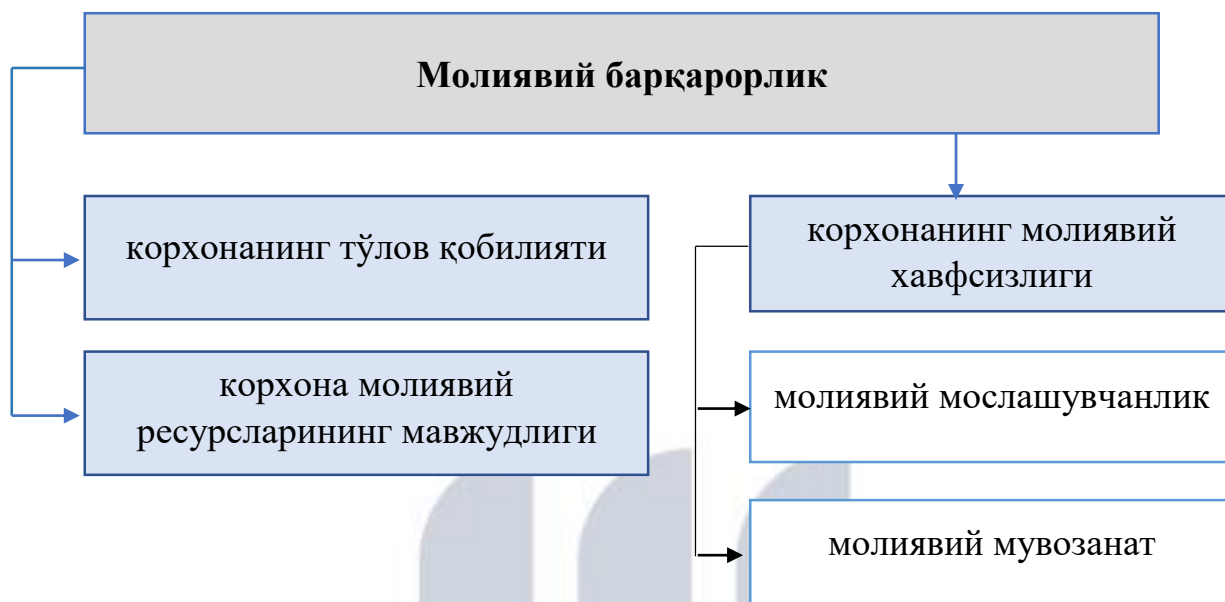 Молиявий барқарорлик
корхонанинг тўлов қобилияти
корхона молиявий
ресурсларининг мавжудлиги
корхонанинг молиявий
хавфсизлиги
молиявий мослашувчанлик
молиявий мувозанат